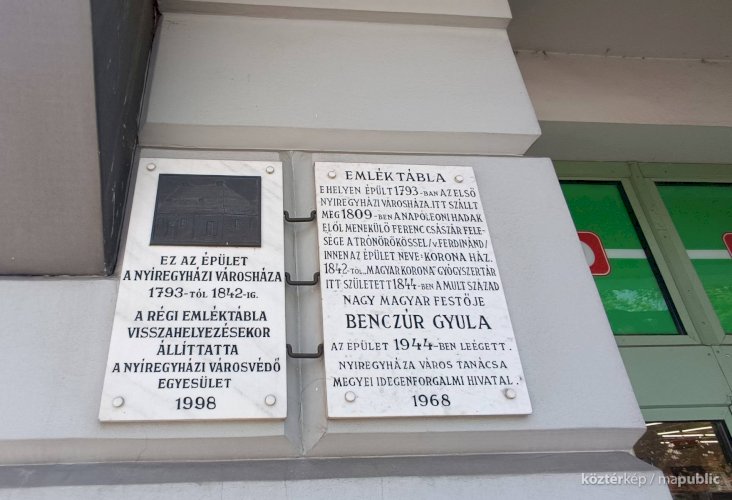 EZ AZ ÉPÜLET
A NYÍREGYHÁZI VÁROSHÁZA
1793-TÓL 1842-IG.
A RÉGI EMLÉKTÁBLA
VISSZAHELYEZÉSEKOR
ÁLLÍTTATTA
A NYÍREGYHÁZI VÁROSVÉDŐ
EGYESÜLET
1998
EMLÉKTÁBLA
E HELYEN ÉPÜLT 1793-BAN AZ ELSŐ
NYIREGYHÁZI VÁROSHÁZA. ITT SZÁLLT
MEG 1809-BEN A NAPÓLEONI HADAK
ELŐL MENEKÜLŐ FERENC CSÁSZÁR FELE-
SÉGE A TRÓNÖRÖKÖSSEL/V FERDINÁND/
INNEN AZ ÉPÜLET NEVE: KORONA HÁZ.
1842-TŐL „MAGYAR KORONA" GYÓGYSZERTÁR
ITT SZÜLETETT 1844-BEN A MULT SZÁZAD
NAGY MAGYAR FESTŐJE
BENCZÚR GYULA
AZ ÉPÜLET 1944-BEN LEÉGETT.
NYIREGYHÁZA VÁROS TANÁCSA
MEGYEI IDEGENFORGALMI HIVATAL.
1968
köztérkép / mapublic